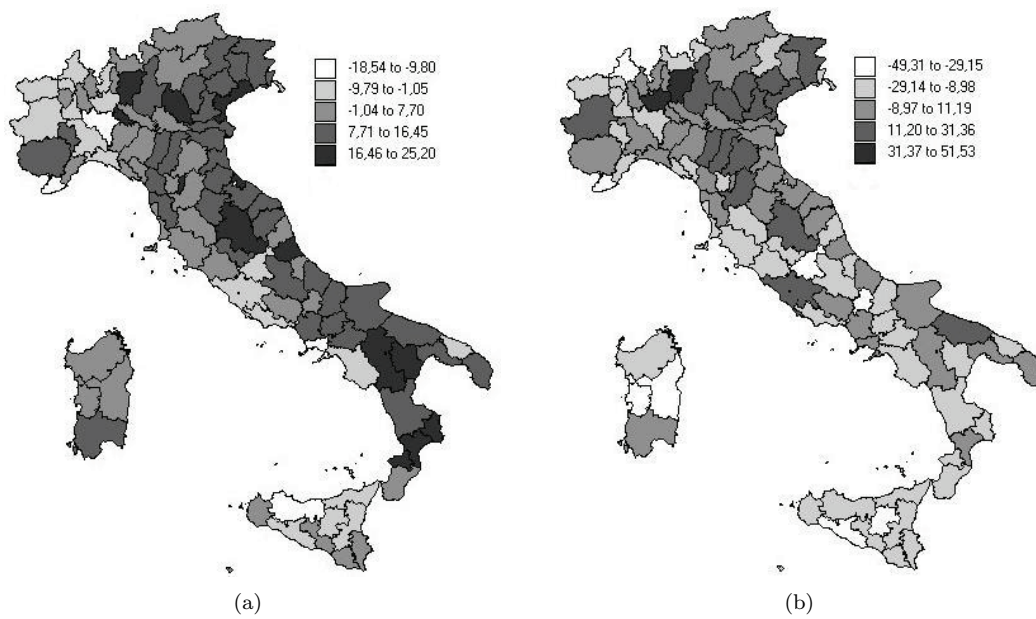 -18,54 to -9,80
-9,79 to -1,05
-1,04 to 7,70
7,71 to 16,45
16,46 to 25,20
-49,31 to -29,15
-29,14 to -8,98
-8,97 to 11,19
11,20 to 31,36
31,37 to 51,53
(a)
(b)